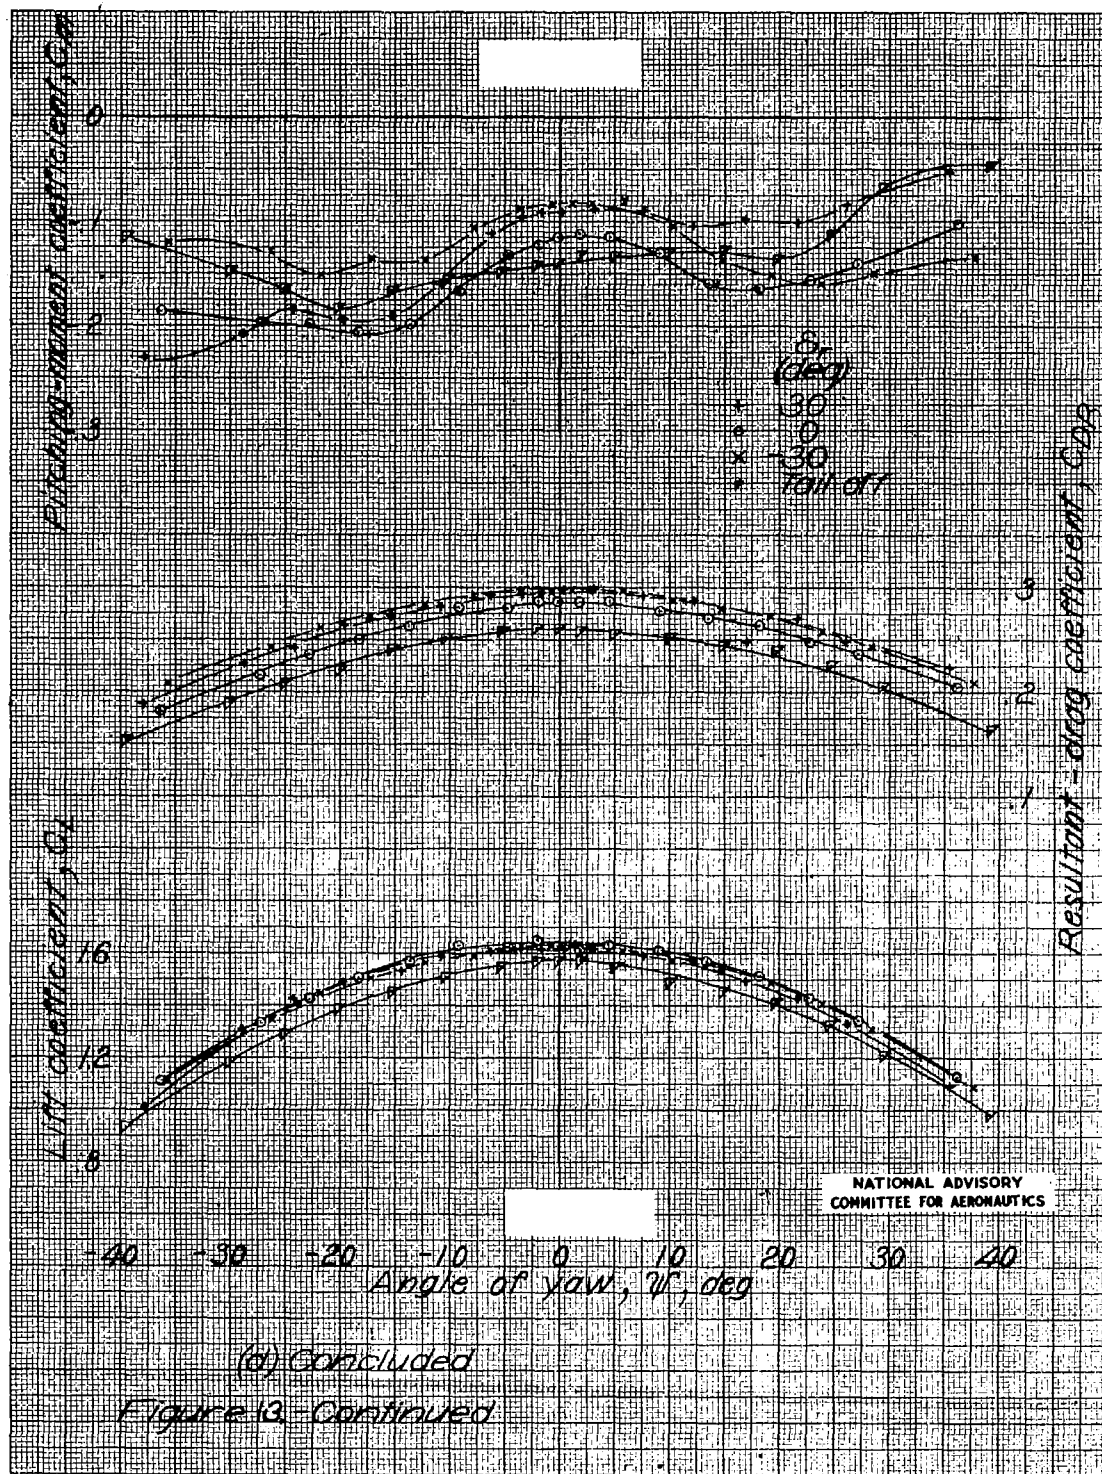 Pitching-moment coefficient, Cm
0
-.1
-.2
-.3
δr
(deg)
+ 30
o 0
x -30
Tail off
Resultant-drag coefficient, CDR
.3
.2
.1
Lift coefficient, CL
1.6
1.2
.8
NATIONAL ADVISORY
COMMITTEE FOR AERONAUTICS
-40 -30 -20 -10 0 10 20 30 40
Angle of yaw, ψ, deg
(d) Concluded
Figure 13.-Continued